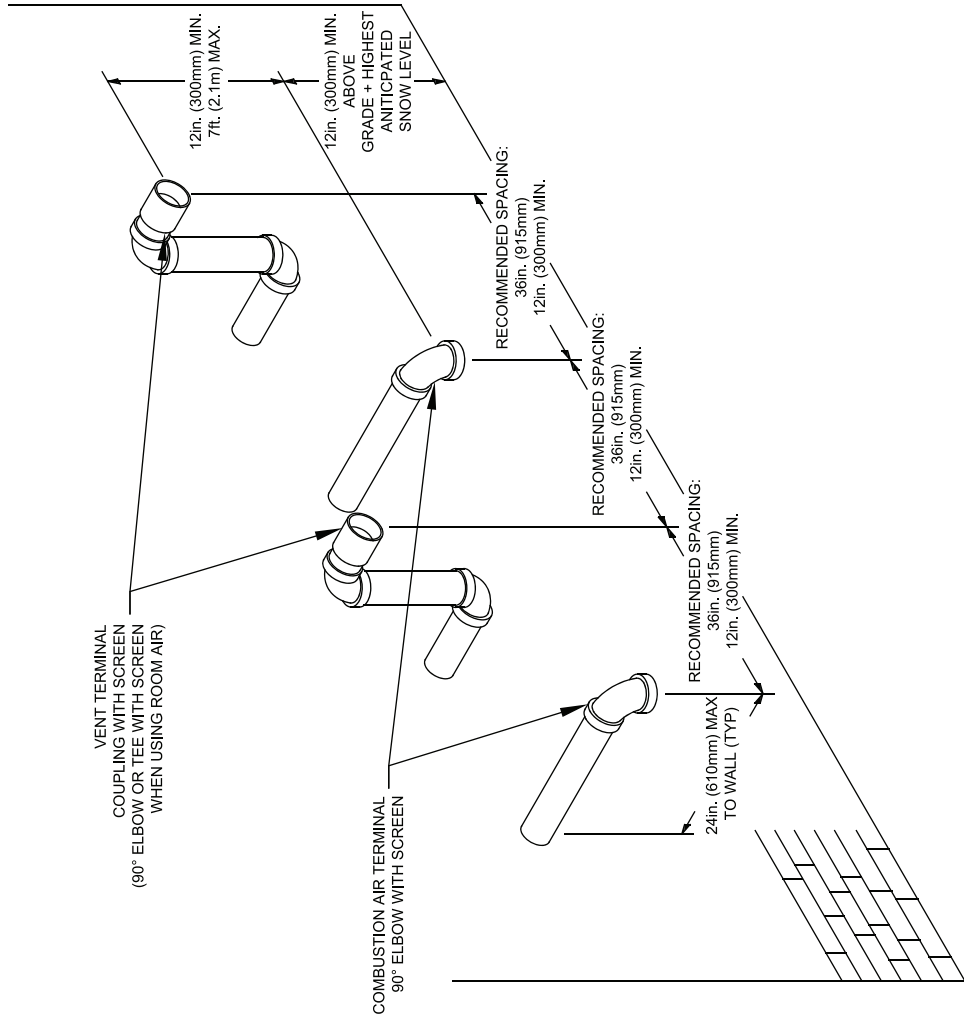 12in. (300mm) MIN.
7ft. (2.1m) MAX.
12in. (300mm) MIN.
ABOVE
GRADE + HIGHEST
ANITICPATED
SNOW LEVEL
RECOMMENDED SPACING:
36in. (915mm)
12in. (300mm) MIN.
RECOMMENDED SPACING:
36in. (915mm)
12in. (300mm) MIN.
RECOMMENDED SPACING:
36in. (915mm)
12in. (300mm) MIN.
24in. (610mm) MAX
TO WALL (TYP)
VENT TERMINAL
COUPLING WITH SCREEN
(90° ELBOW OR TEE WITH SCREEN
WHEN USING ROOM AIR)
COMBUSTION AIR TERMINAL
90° ELBOW WITH SCREEN